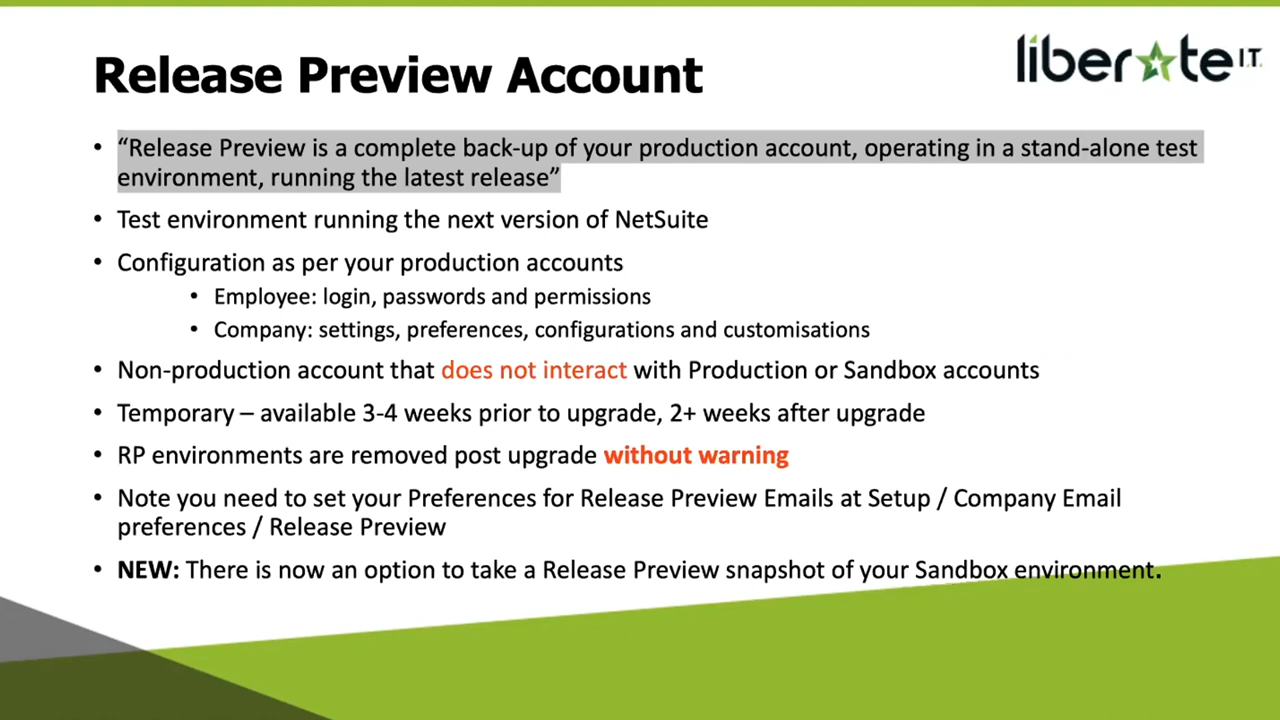 liber★te I.T.
Release Preview Account
• “Release Preview is a complete back-up of your production account, operating in a stand-alone test
environment, running the latest release”
• Test environment running the next version of NetSuite
• Configuration as per your production accounts
• Employee: login, passwords and permissions
• Company: settings, preferences, configurations and customisations
• Non-production account that does not interact with Production or Sandbox accounts
• Temporary – available 3-4 weeks prior to upgrade, 2+ weeks after upgrade
• RP environments are removed post upgrade without warning
• Note you need to set your Preferences for Release Preview Emails at Setup / Company Email
preferences / Release Preview
• NEW: There is now an option to take a Release Preview snapshot of your Sandbox environment.